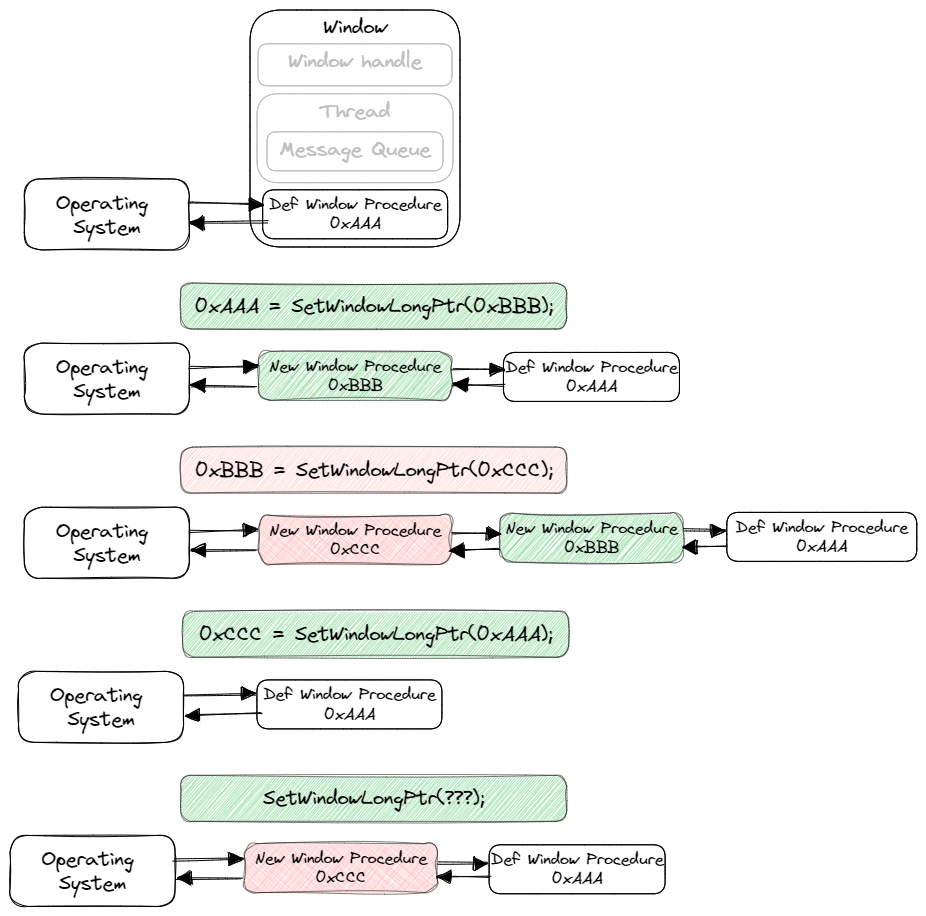 Window
Window handle
Thread
Message Queue
Operating
System
Def Window Procedure
0xAAA
0xAAA = SetWindowLongPtr(0xBBB);
Operating
System
New Window Procedure
0xBBB
Def Window Procedure
0xAAA
0xBBB = SetWindowLongPtr(0xCCC);
Operating
System
New Window Procedure
0xCCC
New Window Procedure
0xBBB
Def Window Procedure
0xAAA
0xCCC = SetWindowLongPtr(0xAAA);
Operating
System
Def Window Procedure
0xAAA
SetWindowLongPtr(???);
Operating
System
New Window Procedure
0xCCC
Def Window Procedure
0xAAA